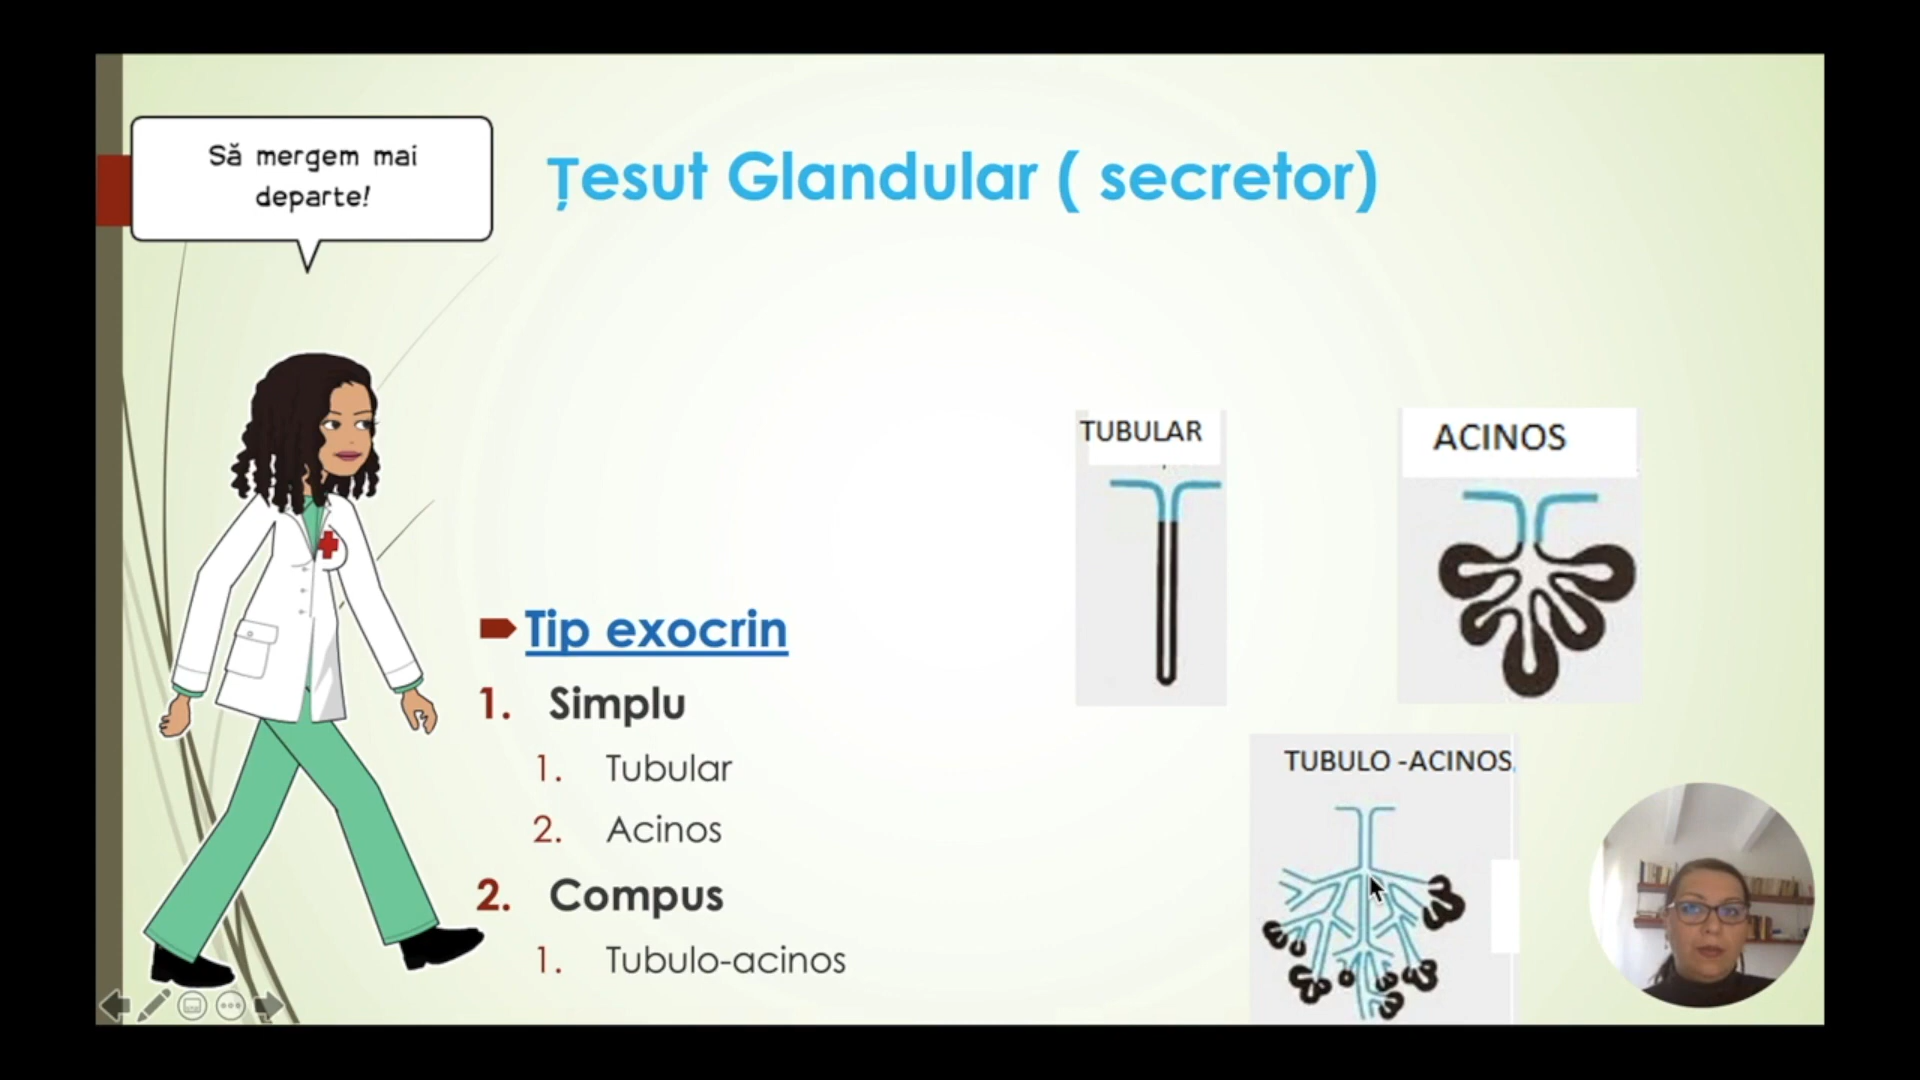 Să mergem mai
departe!
Țesut Glandular ( secretor)
TUBULAR
ACINOS
Tip exocrin
1. Simplu
1. Tubular
2. Acinos
2. Compus
1. Tubulo-acinos
TUBULO -ACINOS